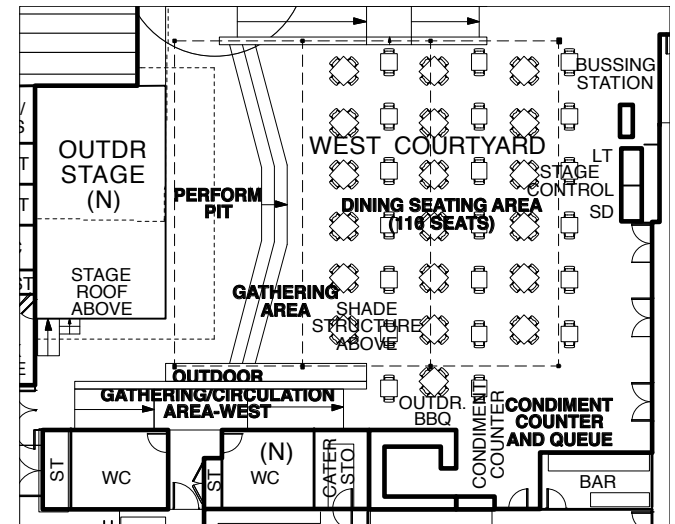 BUSSING
STATION
OUTDR
STAGE
(N)
WEST COURTYARD
LT
STAGE
CONTROL
SD
PERFORM
PIT
DINING SEATING AREA
(116 SEATS)
STAGE
ROOF
ABOVE
GATHERING
AREA
SHADE
STRUCTURE
ABOVE
OUTDOOR
GATHERING/CIRCULATION
AREA-WEST
OUTDR.
BBQ
CONDIMENT
COUNTER
CONDIMENT
COUNTER
AND QUEUE
ST
WC
ST
(N)
WC
CATER
STO.
BAR